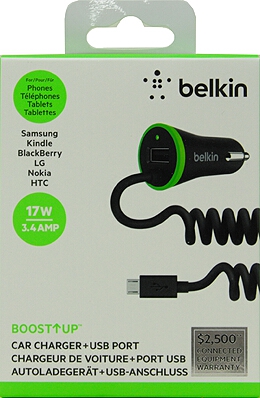 For/Pour/Für
Phones
Téléphones
Tablets
Tablettes
belkin
Samsung
Kindle
BlackBerry
LG
Nokia
HTC
belkin
17W
3.4 AMP
BOOST↑UP™
CAR CHARGER+USB PORT
CHARGEUR DE VOITURE+PORT USB
AUTOLADEGERÄT+USB-ANSCHLUSS
$2,500
CONNECTED
EQUIPMENT
WARRANTY